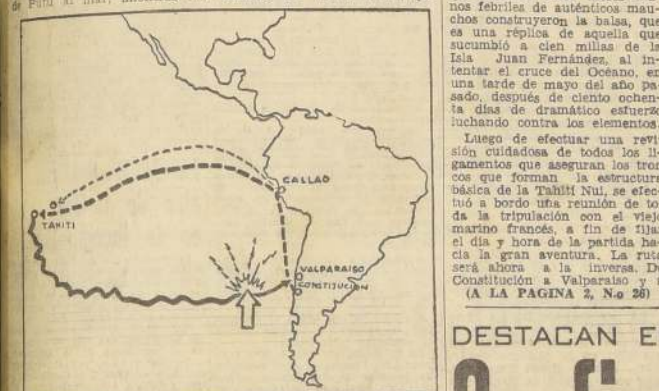 de Putú al mar,
CALLAO
TAHITI
VALPARAISO
CONSTITUCION
nos febriles de auténticos mau-
chos construyeron la balsa, que
es una réplica de aquella que
sucumbió a cien millas de la
Isla Juan Fernández, al in-
tentar el cruce del Océano, en
una tarde de mayo del año pa-
sado, después de ciento ochen-
ta días de dramático esfuerzo
luchando contra los elementos.
Luego de efectuar una revi-
sión cuidadosa de todos los li-
gamentos que aseguran los tron
cos que forman la estructura
básica de la Tahiti Nui, se efec-
tuó a bordo uña reunión de to-
da la tripulación con el viejo
marino francés, a fin de fijar
el día y hora de la partida ha-
cia la gran aventura. La ruta
será ahora a la inversa. De
Constitución a Valparaíso y
(A LA PAGINA 2, N.o 26)
DESTACAN E